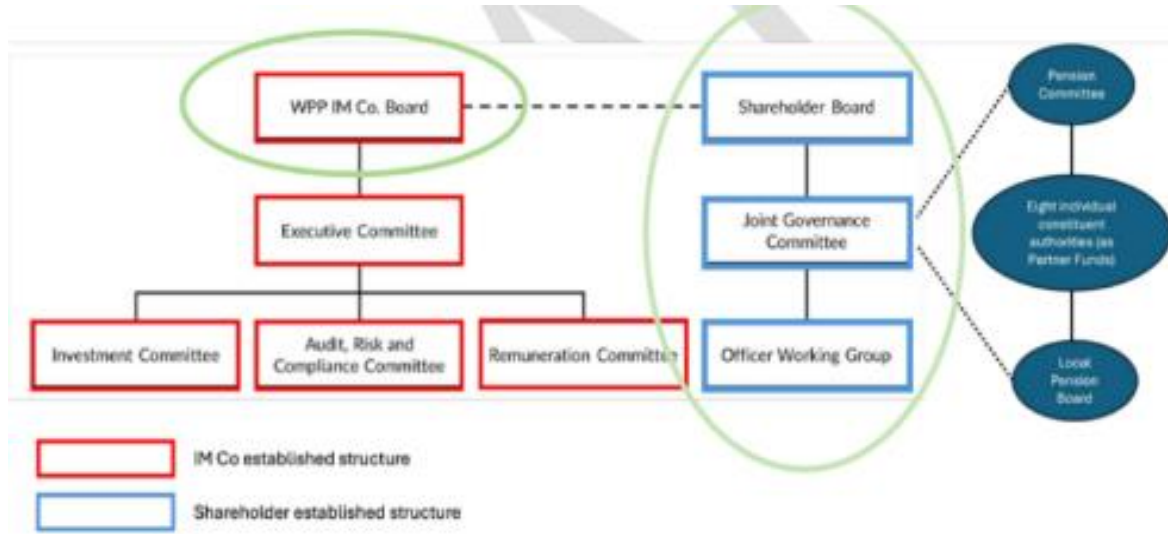 WPP IM Co. Board
Shareholder Board
Pension
Committee
Executive Committee
Joint Governance
Committee
Eight individual
constituent
authorities (as
Partner Funds)
Investment Committee
Audit, Risk and
Compliance Committee
Remuneration Committee
Officer Working Group
Local
Pension
Board
IM Co established structure
Shareholder established structure